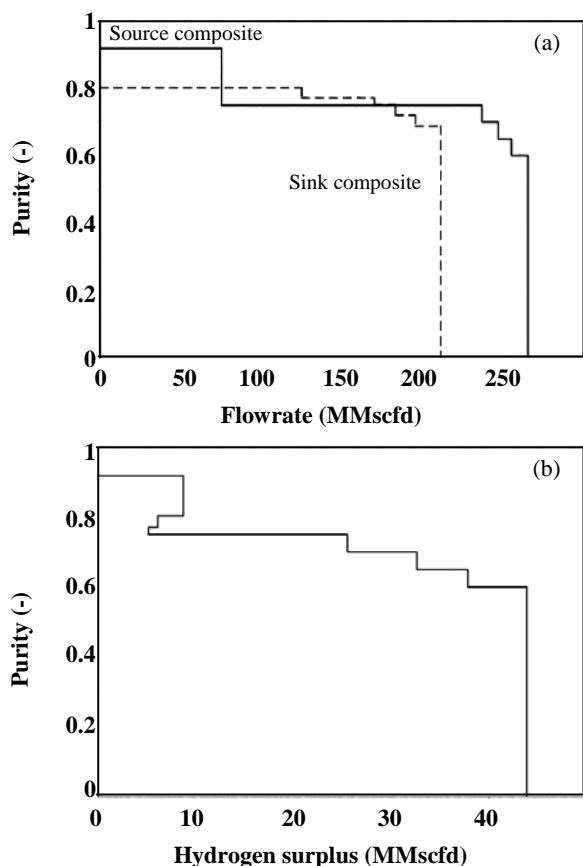 1
Source composite
(a)
0.8
0.6
0.4
0.2
0
Purity (-)
Sink composite
0 50 100 150 200 250
Flowrate (MMscfd)
1
(b)
0.8
0.6
0.4
0.2
0
Purity (-)
0 10 20 30 40
Hydrogen surplus (MMscfd)